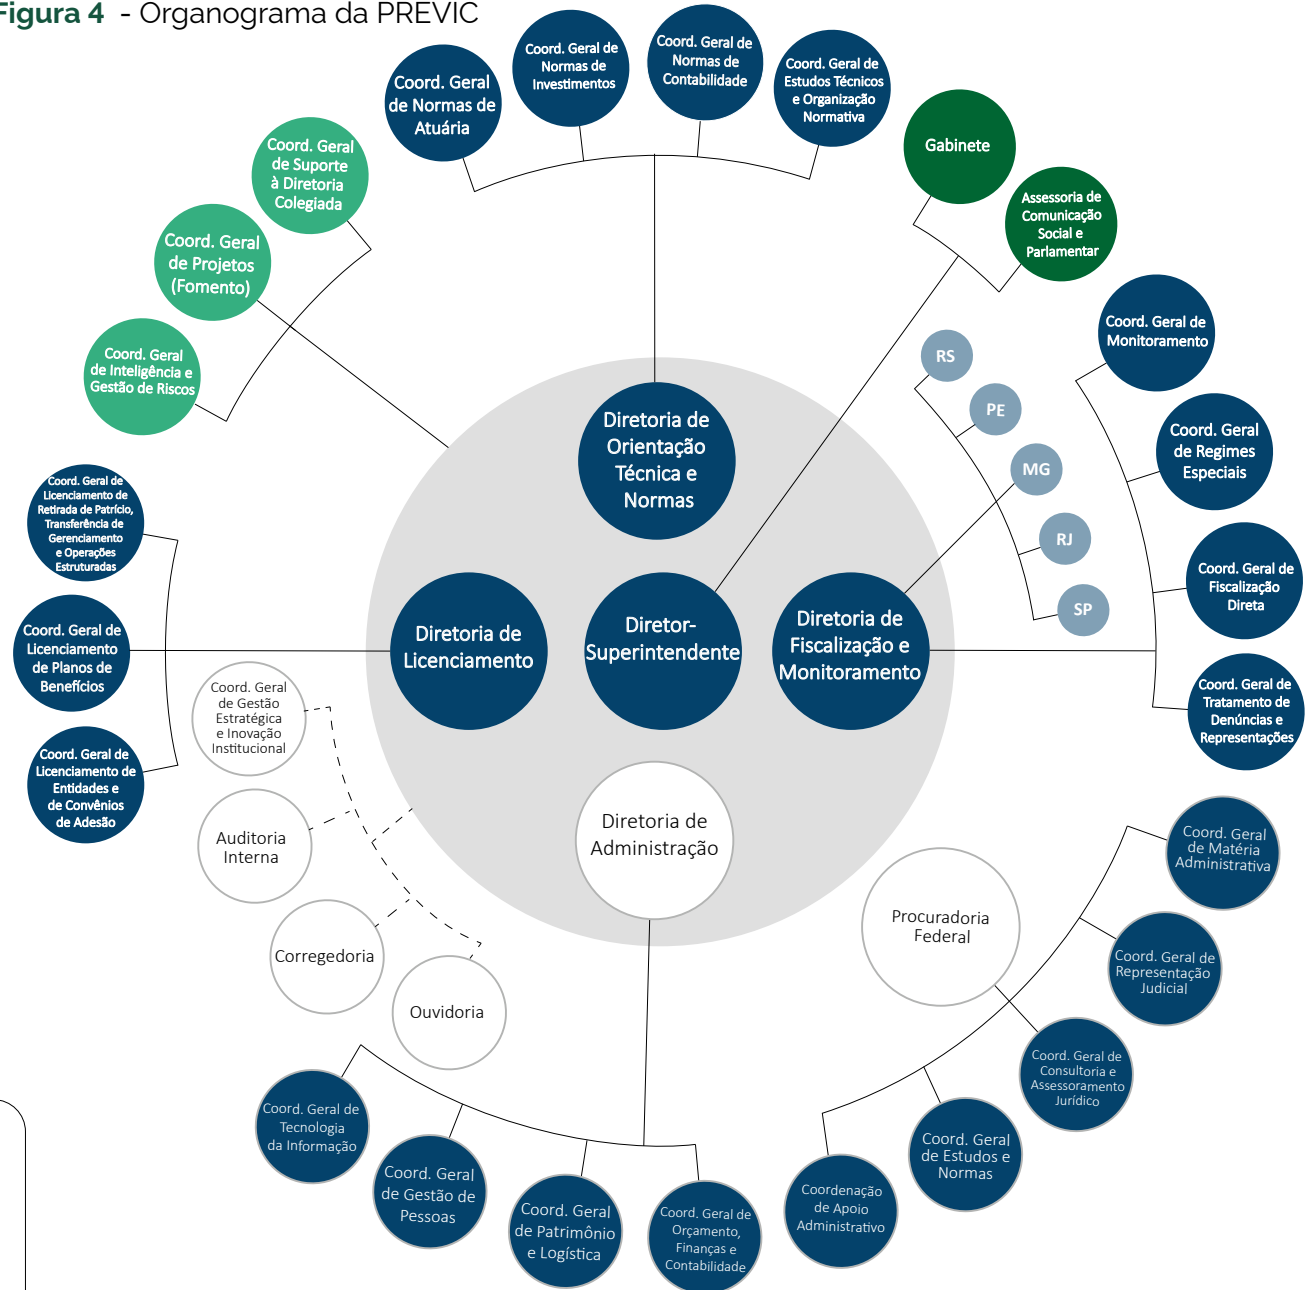 Figura 4 - Organograma da PREVIC
Coord. Geral
de Normas de
Atuária
Coord. Geral de
Normas de
Investimentos
Coord. Geral de
Normas de
Contabilidade
Coord. Geral de
Estudos Técnicos
e Organização
Normativa
Gabinete
Assessoria de
Comunicação
Social e
Parlamentar
Coord. Geral
de Suporte
à Diretoria
Colegiada
Coord. Geral
de Projetos
(Fomento)
Coord. Geral
de Inteligência e
Gestão de Riscos
RS
PE
MG
RJ
SP
Coord. Geral de
Monitoramento
Coord. Geral
de Regimes
Especiais
Coord. Geral de
Fiscalização
Direta
Coord. Geral de
Tratamento de
Denúncias e
Representações
Diretoria de
Orientação
Técnica e
Normas
Coord. Geral de
Licenciamento de
Retirada de Patrício,
Transferência de
Gerenciamento
e Operações
Estruturadas
Coord. Geral de
Licenciamento
de Planos de
Benefícios
Coord. Geral de
Licenciamento de
Entidades e
de Convênios
de Adesão
Diretoria de
Licenciamento
Diretor-
Superintendente
Diretoria de
Fiscalização e
Monitoramento
Diretoria de
Administração
Coord. Geral
de Gestão
Estratégica
e Inovação
Institucional
Auditoria
Interna
Corregedoria
Ouvidoria
Procuradoria
Federal
Coord. Geral
de Matéria
Administrativa
Coord. Geral de
Representação
Judicial
Coord. Geral de
Consultoria e
Assessoramento
Jurídico
Coord. Geral
de Estudos e
Normas
Coordenação
de Apoio
Administrativo
Coord. Geral de
Tecnologia
da Informação
Coord. Geral
de Gestão de
Pessoas
Coord. Geral
de Patrimônio
e Logística
Coord. Geral de
Orçamento,
Finanças e
Contabilidade